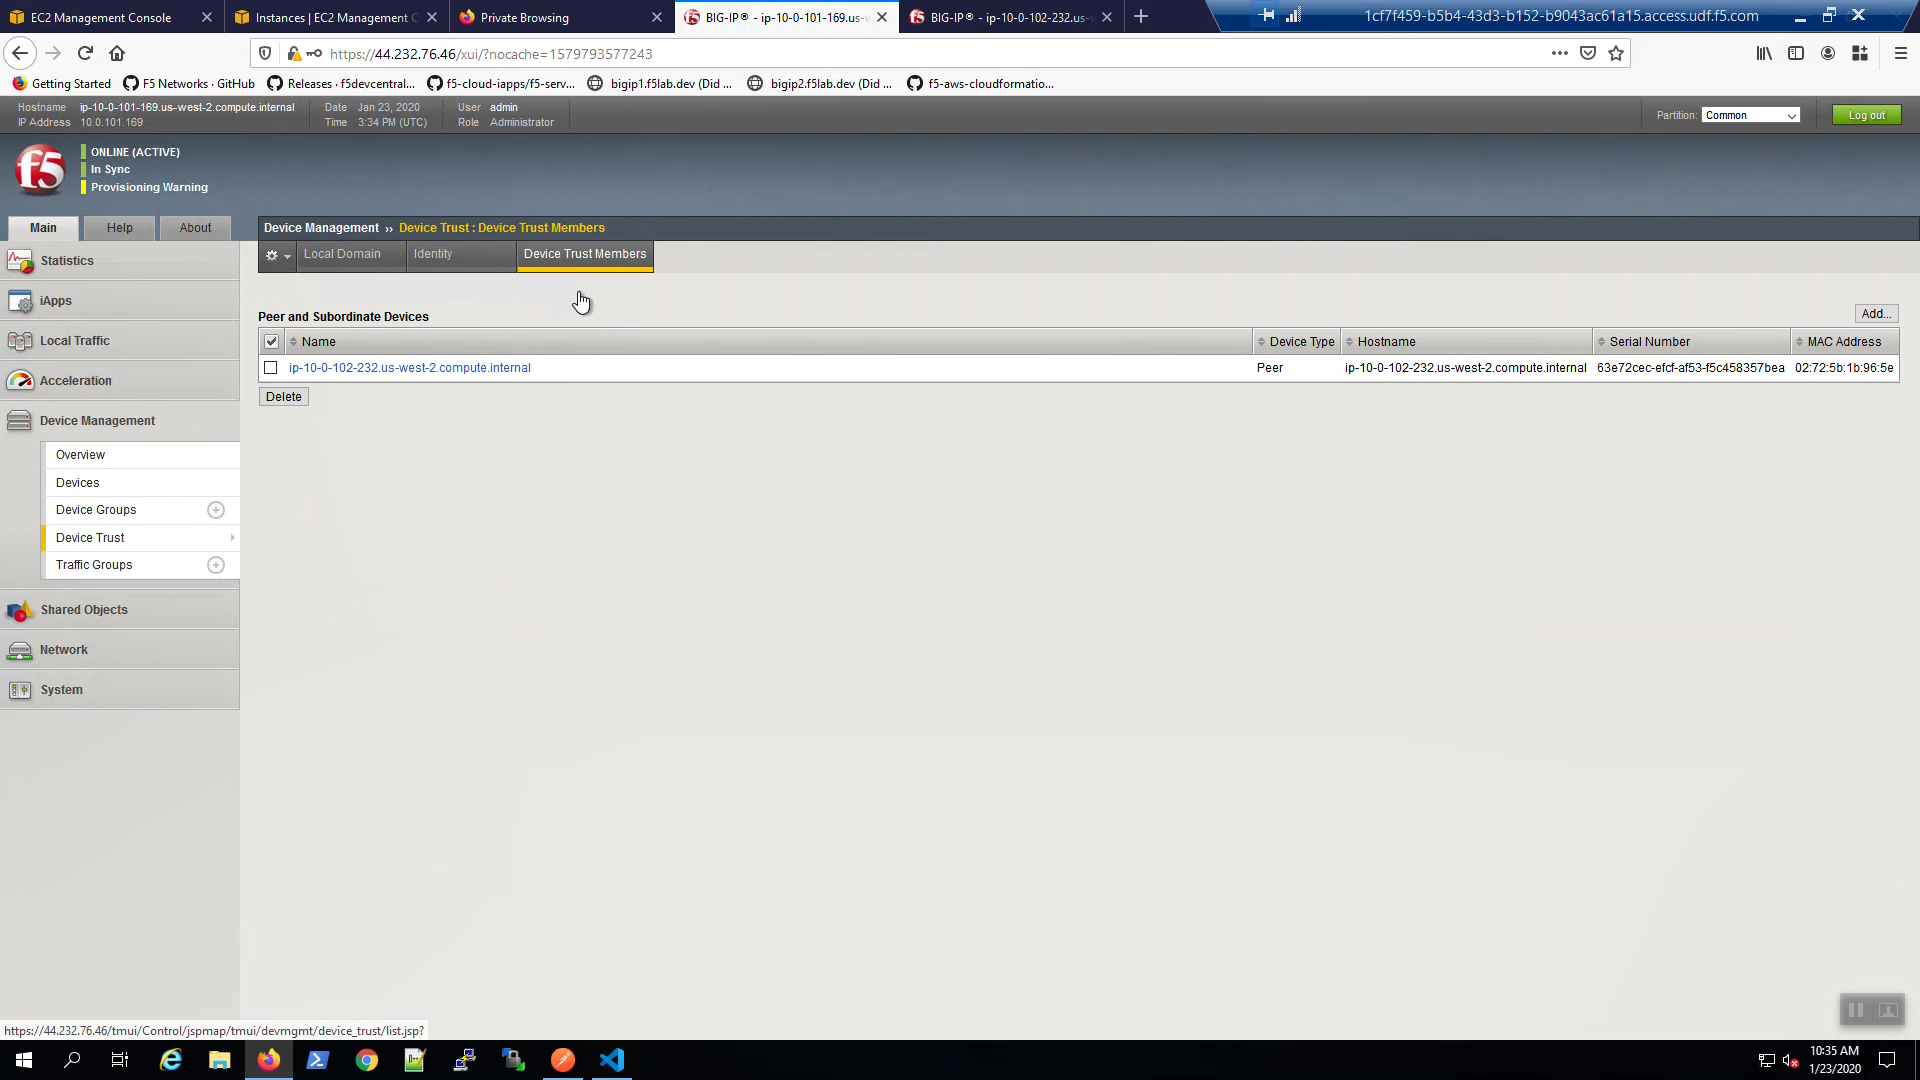 EC2 Management Console
Instances | EC2 Management C
Private Browsing
BIG-IP® - ip-10-0-101-169.us-w
BIG-IP® - ip-10-0-102-232.us-w
1cf7f459-b5b4-43d3-b152-b9043ac61a15.access.udf.f5.com
https://44.232.76.46/xui/?nocache=1579793577243
Getting Started
F5 Networks · GitHub
Releases · f5devcentral...
f5-cloud-iapps/f5-serv...
bigip1.f5lab.dev (Did ...
bigip2.f5lab.dev (Did ...
f5-aws-cloudformatio...
Hostname ip-10-0-101-169.us-west-2.compute.internal
IP Address 10.0.101.169
Date Jan 23, 2020
Time 3:34 PM (UTC)
User admin
Role Administrator
Partition: Common
Log out
f5
ONLINE (ACTIVE)
In Sync
Provisioning Warning
Main
Help
About
Device Management ›› Device Trust : Device Trust Members
Local Domain
Identity
Device Trust Members
Statistics
iApps
Local Traffic
Acceleration
Device Management
Overview
Devices
Device Groups
Device Trust
Traffic Groups
Shared Objects
Network
System
Peer and Subordinate Devices
Add...
Name
Device Type
Hostname
Serial Number
MAC Address
ip-10-0-102-232.us-west-2.compute.internal
Peer
ip-10-0-102-232.us-west-2.compute.internal
63e72cec-efcf-af53-f5c458357bea
02:72:5b:1b:96:5e
Delete
https://44.232.76.46/tmui/Control/jspmap/tmui/devmgmt/device_trust/list.jsp?
10:35 AM
1/23/2020